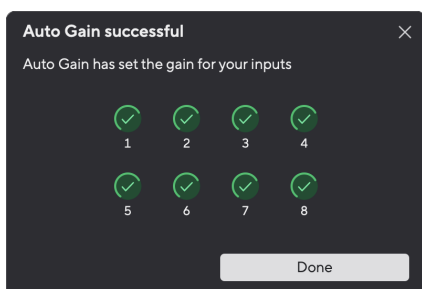 Auto Gain successful
Auto Gain has set the gain for your inputs
1 2 3 4
5 6 7 8
Done